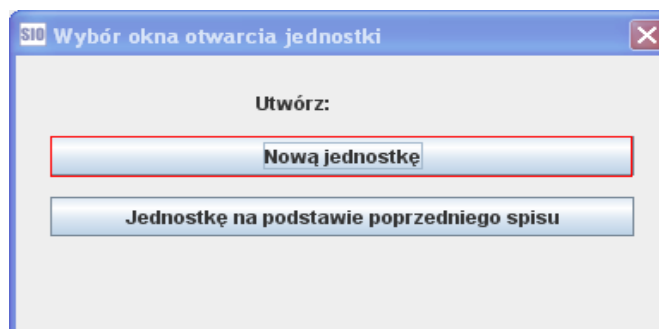 SIO Wybór okna otwarcia jednostki
Utwórz:
Nową jednostkę
Jednostkę na podstawie poprzedniego spisu